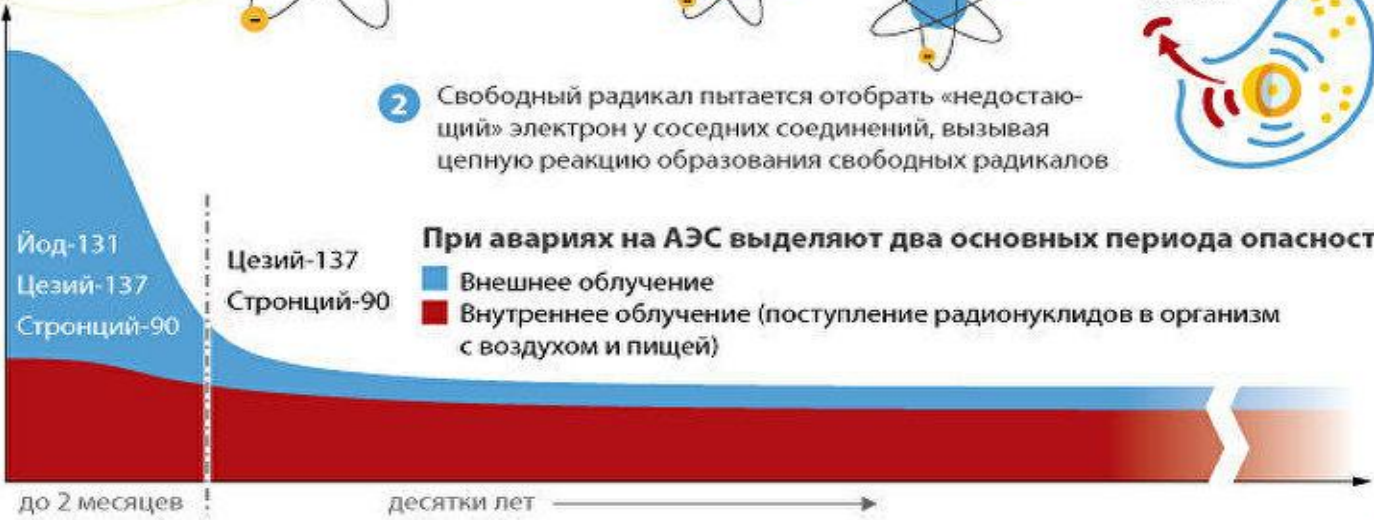 2
Свободный радикал пытается отобрать «недостаю-
щий» электрон у соседних соединений, вызывая
цепную реакцию образования свободных радикалов
При авариях на АЭС выделяют два основных периода опасност
Внешнее облучение
Внутреннее облучение (поступление радионуклидов в организм
с воздухом и пищей)
Йод-131
Цезий-137
Стронций-90
Цезий-137
Стронций-90
до 2 месяцев
десятки лет